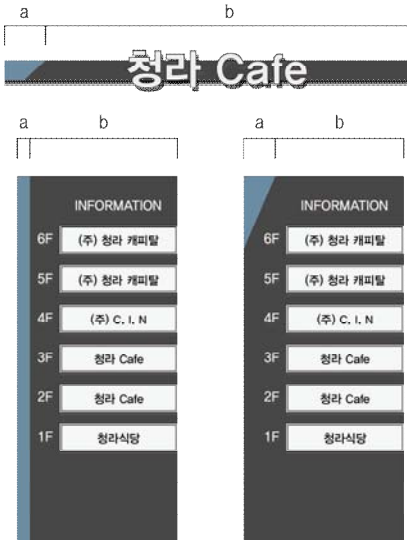 a b
청라 Cafe
a b
INFORMATION
6F (주) 청라 캐피탈
5F (주) 청라 캐피탈
4F (주) C. I. N
3F 청라 Cafe
2F 청라 Cafe
1F 청라식당
a b
INFORMATION
6F (주) 청라 캐피탈
5F (주) 청라 캐피탈
4F (주) C. I. N
3F 청라 Cafe
2F 청라 Cafe
1F 청라식당